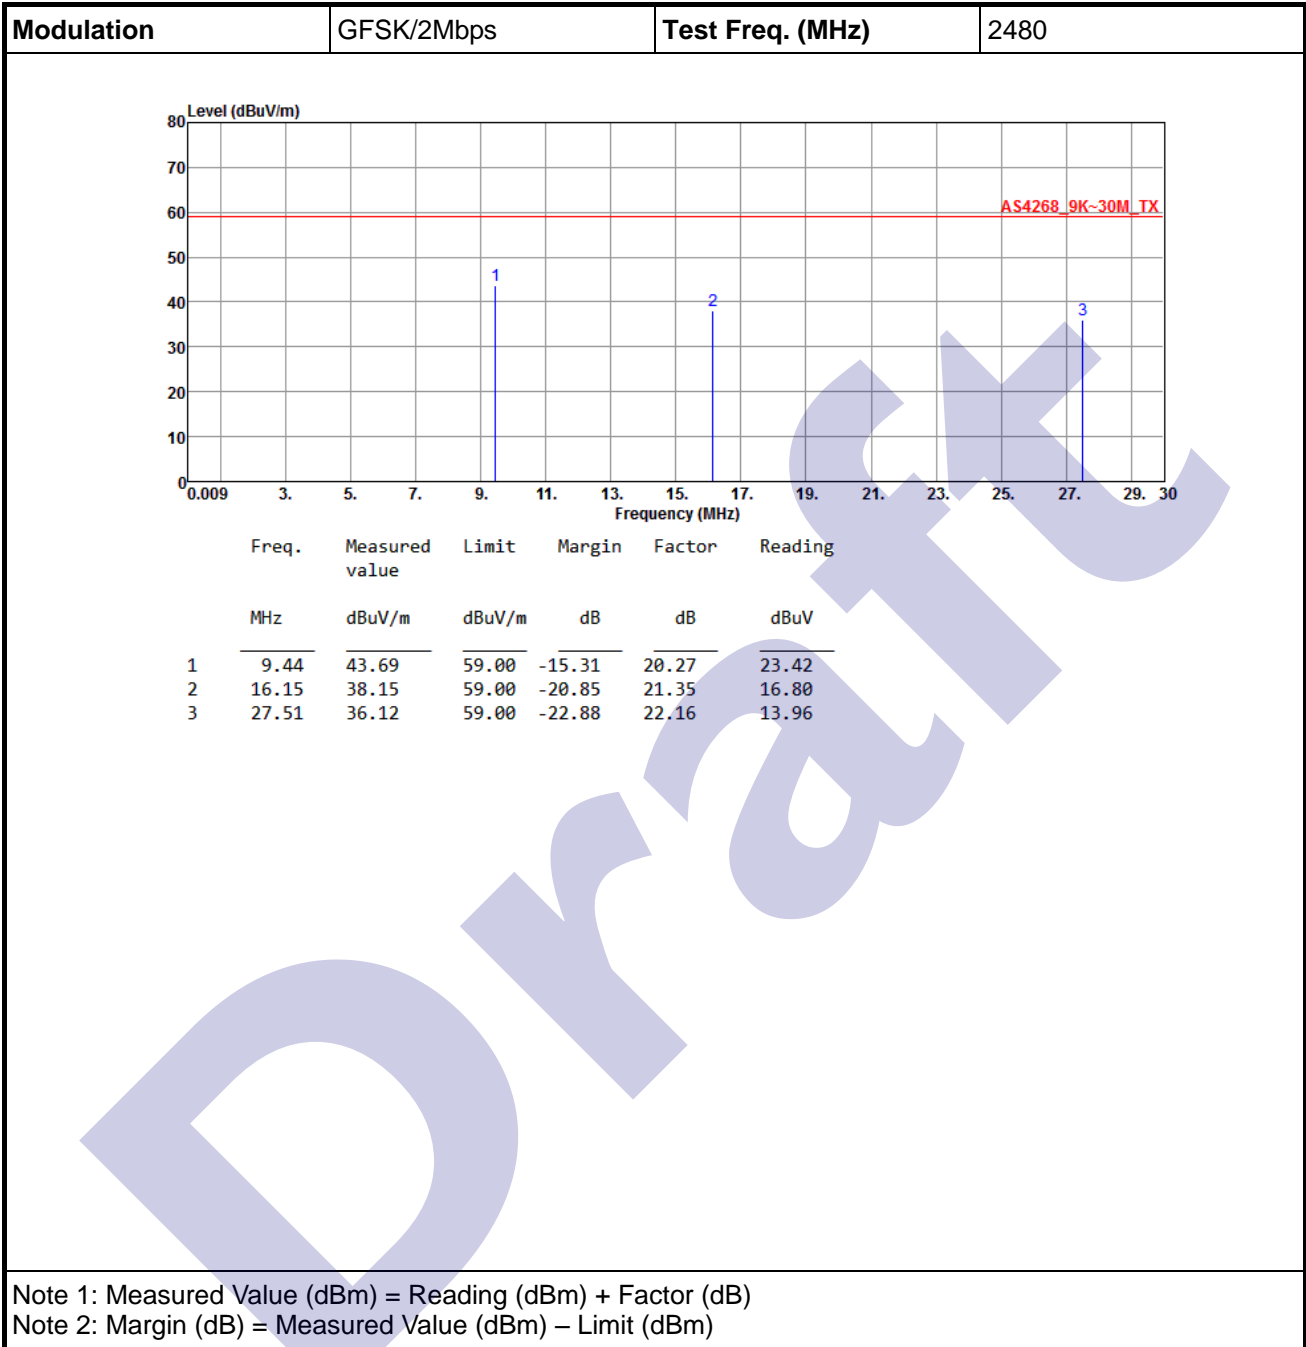 Modulation GFSK/2Mbps Test Freq. (MHz) 2480
Level (dBuV/m)
80
70
AS4268_9K~30M_TX
60
50
1
40
2
3
30
20
10
0
0.009 3. 5. 7. 9. 11. 13. 15. 17. 19. 21. 23. 25. 27. 29. 30
Frequency (MHz)
Freq. Measured Limit Margin Factor Reading
value
MHz dBuV/m dBuV/m dB dB dBuV
1 9.44 43.69 59.00 -15.31 20.27 23.42
2 16.15 38.15 59.00 -20.85 21.35 16.80
3 27.51 36.12 59.00 -22.88 22.16 13.96
Draft
Note 1: Measured Value (dBm) = Reading (dBm) + Factor (dB)
Note 2: Margin (dB) = Measured Value (dBm) – Limit (dBm)